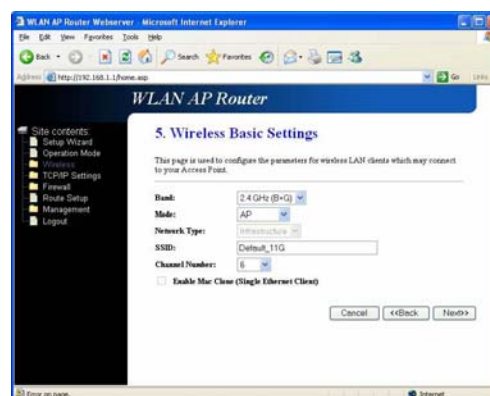 WLAN AP Router Webserver - Microsoft Internet Explorer
File Edit View Favorites Tools Help
Back Search Favorites
Address http://192.168.1.1/home.asp Go Links
WLAN AP Router
Site contents:
Setup Wizard
Operation Mode
Wireless
TCP/IP Settings
Firewall
Route Setup
Management
Logout
5. Wireless Basic Settings
This page is used to configure the parameters for wireless LAN clients which may connect
to your Access Point.
Band: 2.4 GHz (B+G)
Mode: AP
Network Type: Infrastructure
SSID: Default_11G
Channel Number: 6
Enable Mac Clone (Single Ethernet Client)
Cancel <<Back Next>>
Error on page. Internet